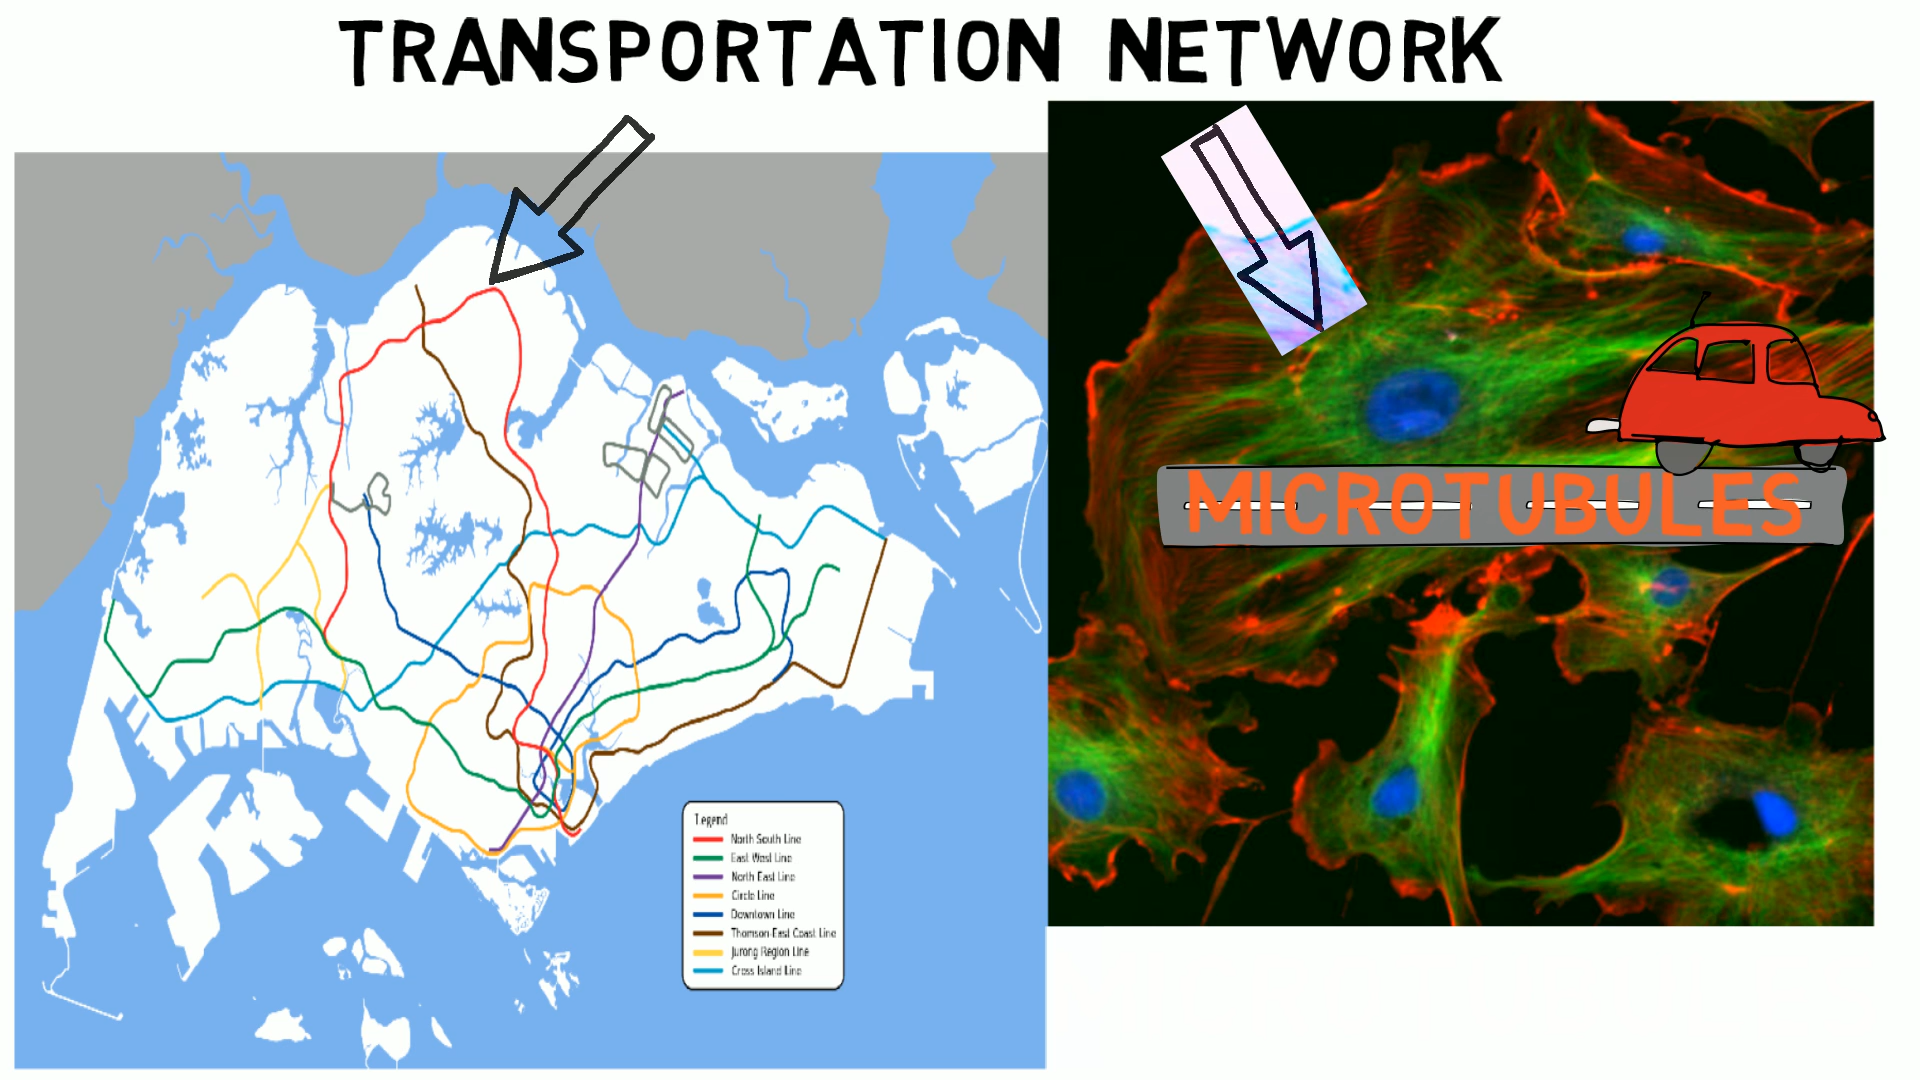 TRANSPORTATION NETWORK
MICROTUBULES
Legend
North South Line
East West Line
North East Line
Circle Line
Downtown Line
Thomson-East Coast Line
Jurong Region Line
Cross Island Line